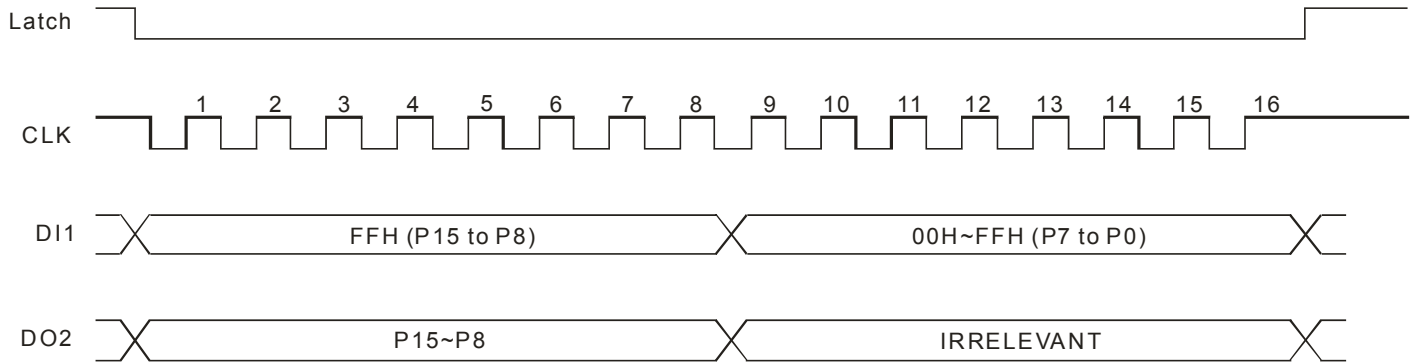 Latch
CLK 1 2 3 4 5 6 7 8 9 10 11 12 13 14 15 16
DI1 FFH (P15 to P8) 00H~FFH (P7 to P0)
DO2 P15~P8 IRRELEVANT